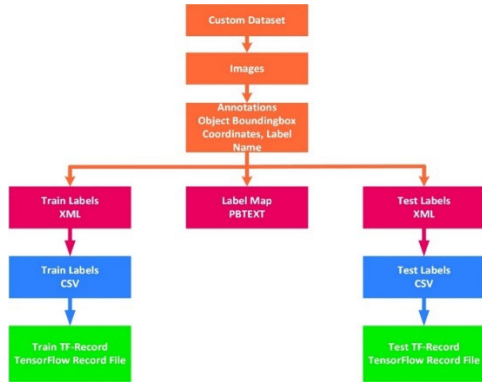 Custom Dataset
Images
Annotations
Object Boundingbox
Coordinates, Label
Name
Train Labels
XML
Label Map
PBTEXT
Test Labels
XML
Train Labels
CSV
Test Labels
CSV
Train TF-Record
TensorFlow Record File
Test TF-Record
TensorFlow Record File